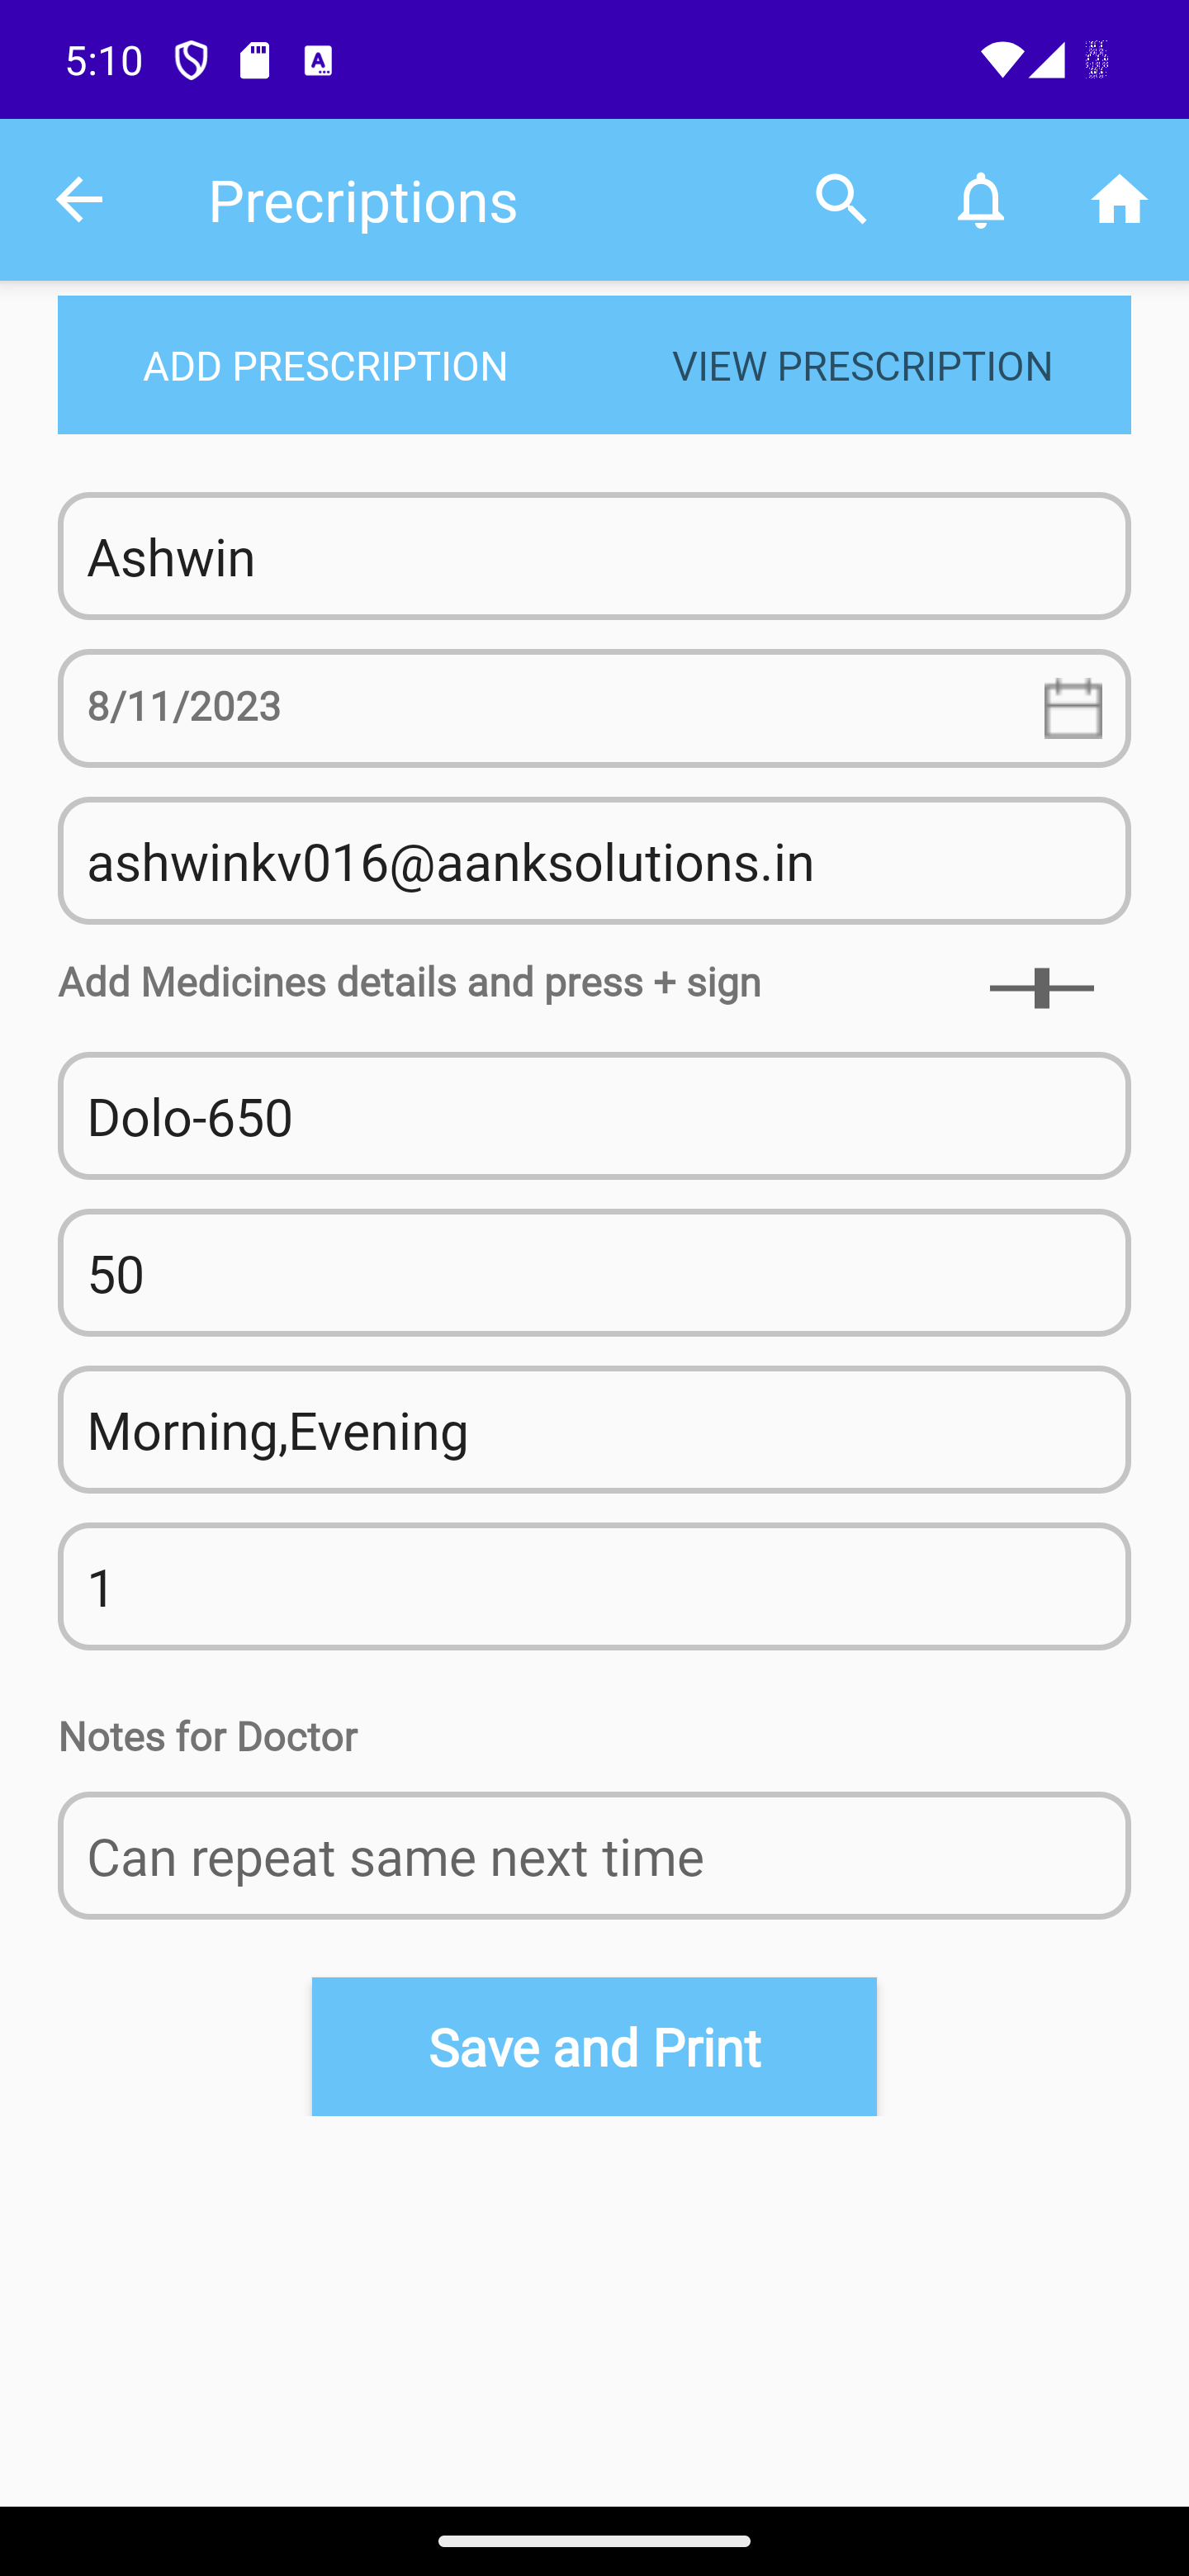 5:10
Precriptions
ADD PRESCRIPTION VIEW PRESCRIPTION
Ashwin
8/11/2023
ashwinkv016@aanksolutions.in
Add Medicines details and press + sign
Dolo-650
50
Morning,Evening
1
Notes for Doctor
Can repeat same next time
Save and Print